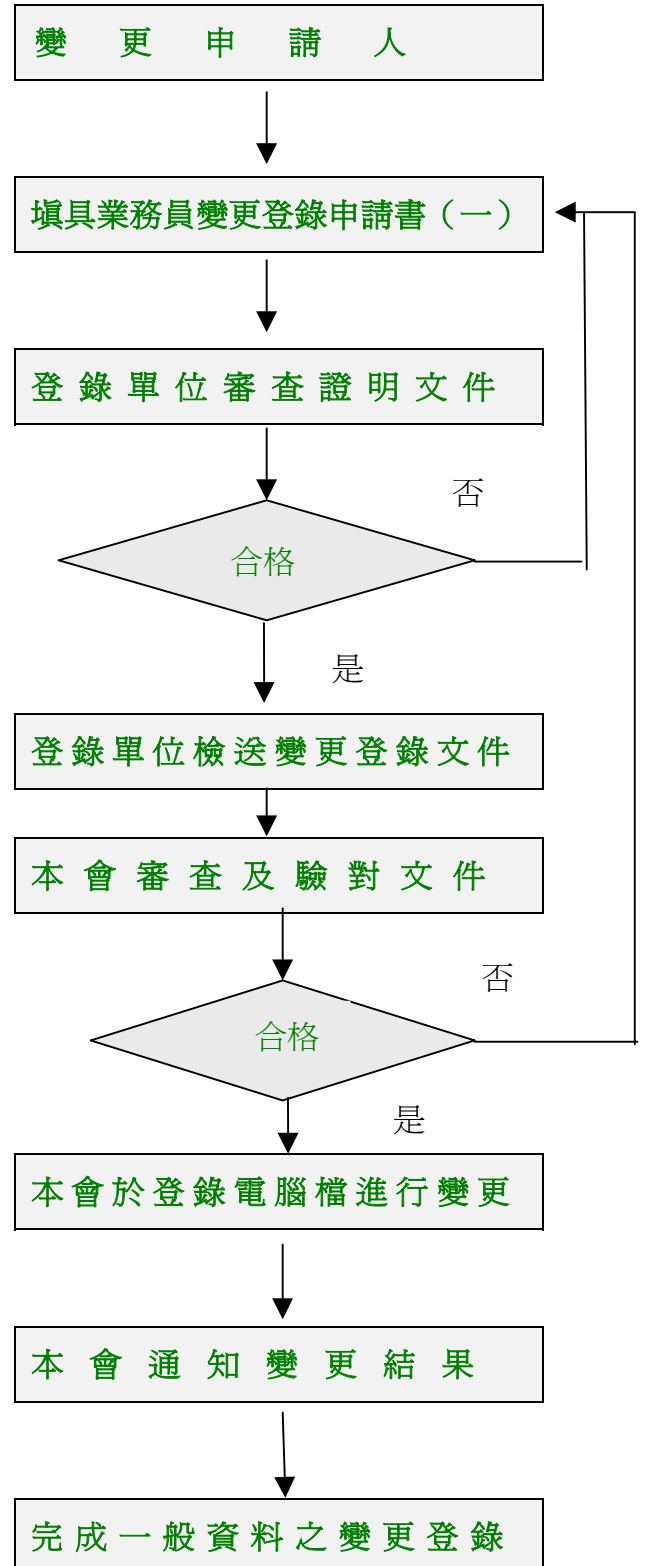 變更申請人
填具業務員變更登錄申請書（一）
登錄單位審查證明文件
否
合格
是
登錄單位檢送變更登錄文件
本會審查及驗對文件
否
合格
是
本會於登錄電腦檔進行變更
本會通知變更結果
完成一般資料之變更登錄